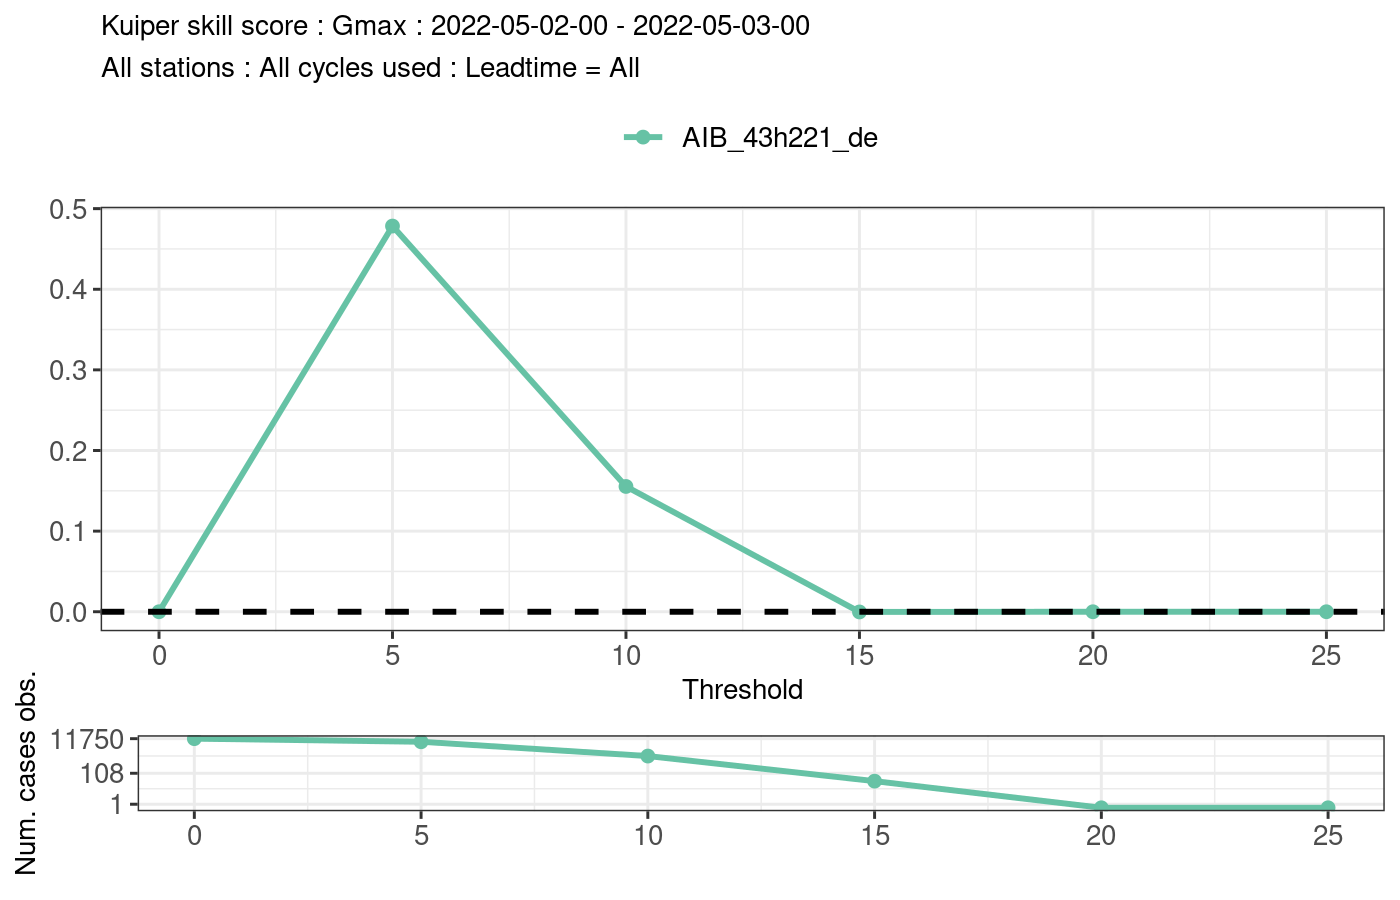 Kuiper skill score : Gmax : 2022-05-02-00 - 2022-05-03-00
All stations : All cycles used : Leadtime = All
AIB_43h221_de
0.5
0.4
0.3
0.2
0.1
0.0
0 5 10 15 20 25
Threshold
Num. cases obs.
11750
108
1
0 5 10 15 20 25